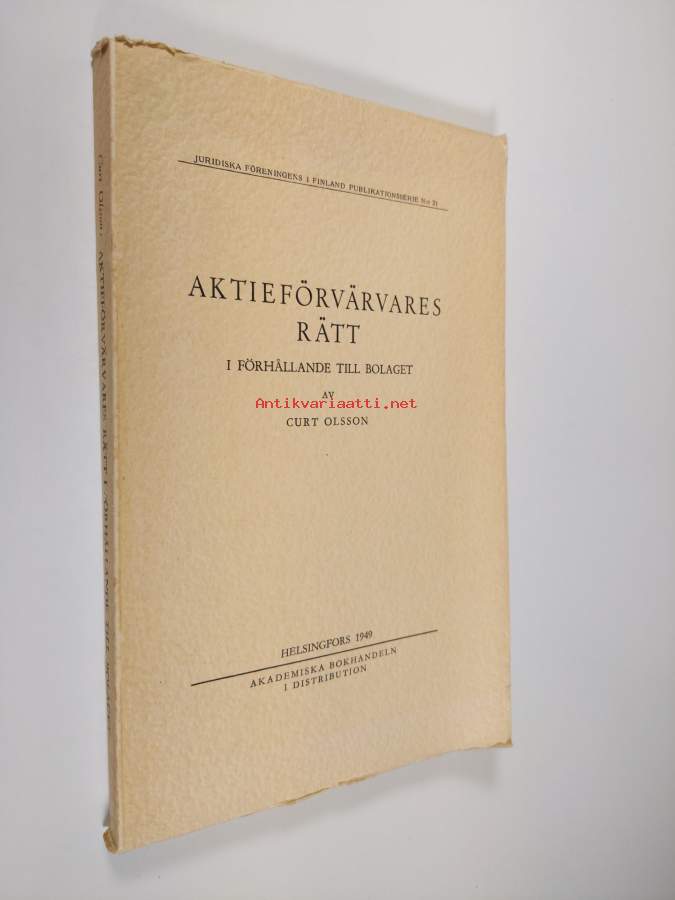 JURIDISKA FÖRENINGENS I FINLAND PUBLIKATIONSSERIE N:o 21
AKTIEFÖRVÄRVARES
RÄTT
I FÖRHÅLLANDE TILL BOLAGET
AV
Antikvariaatti.net
CURT OLSSON
HELSINGFORS 1949
AKADEMISKA BOKHANDELN
I DISTRIBUTION
Curt Olsson: AKTIEFÖRVÄRVARES RÄTT I FÖRHÅLLANDE TILL BOLAGET